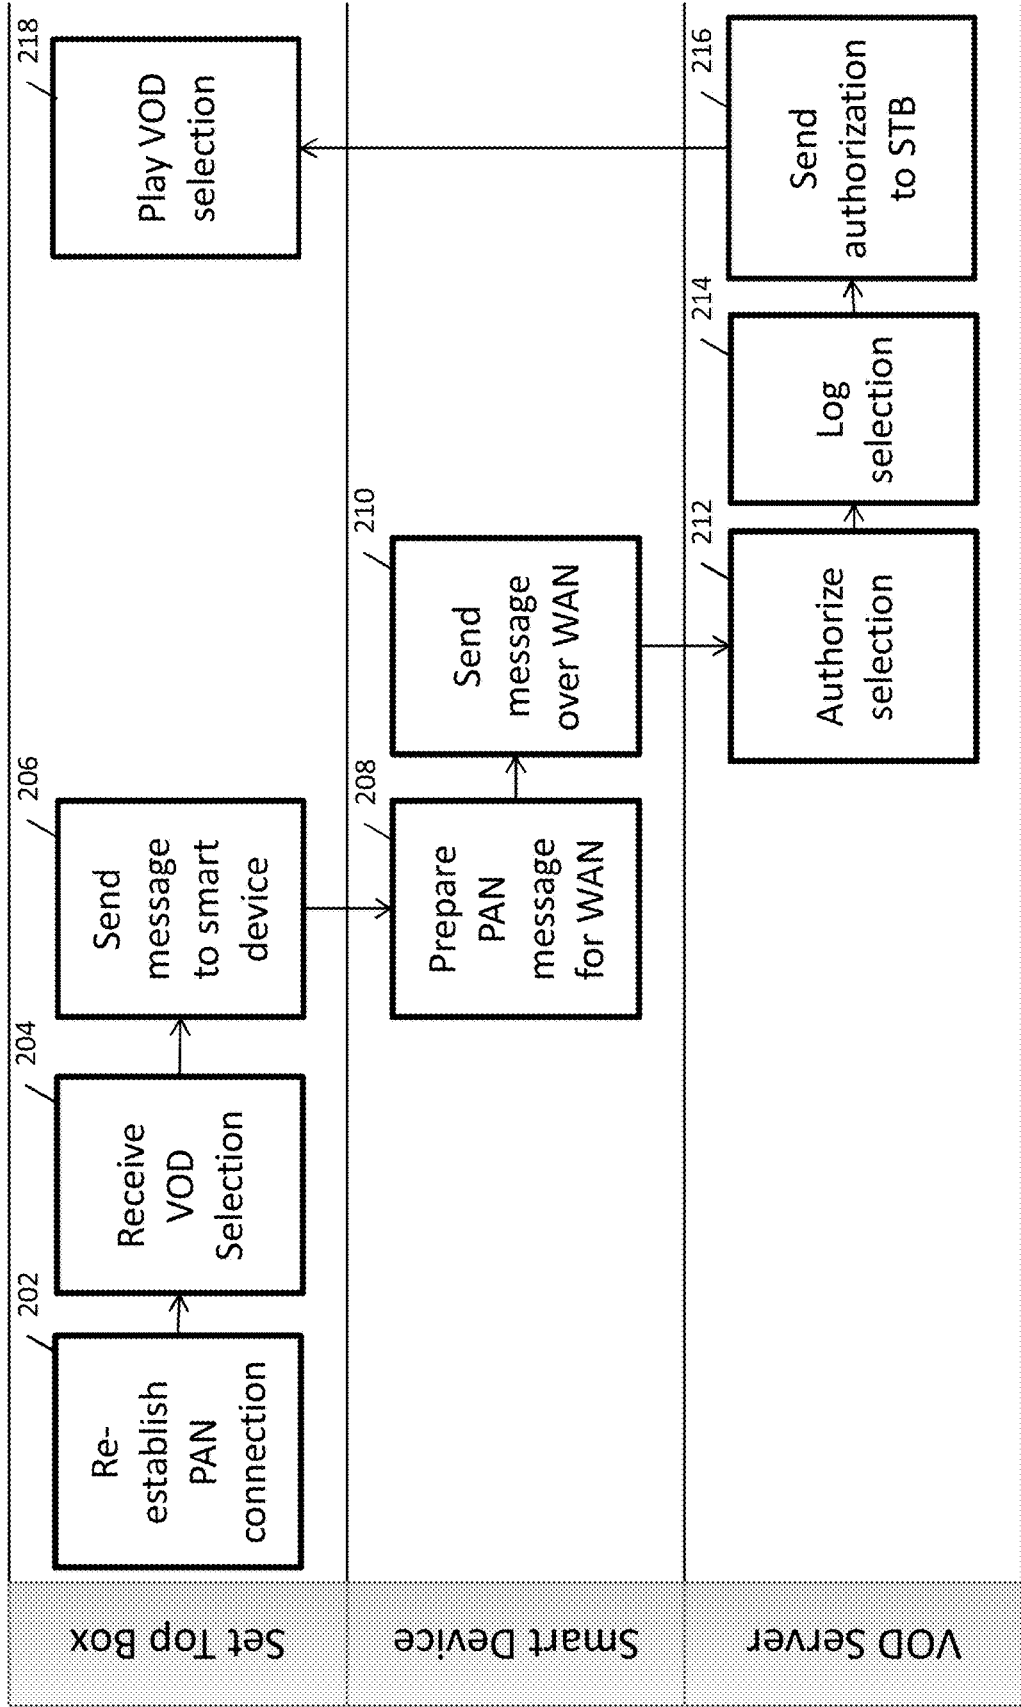 Set Top Box
202
Re-
establish
PAN
connection
204
Receive
VOD
Selection
206
Send
message
to smart
device
218
Play VOD
selection
Smart Device
208
Prepare
PAN
message
for WAN
210
Send
message
over WAN
VOD Server
212
Authorize
selection
214
Log
selection
216
Send
authorization
to STB